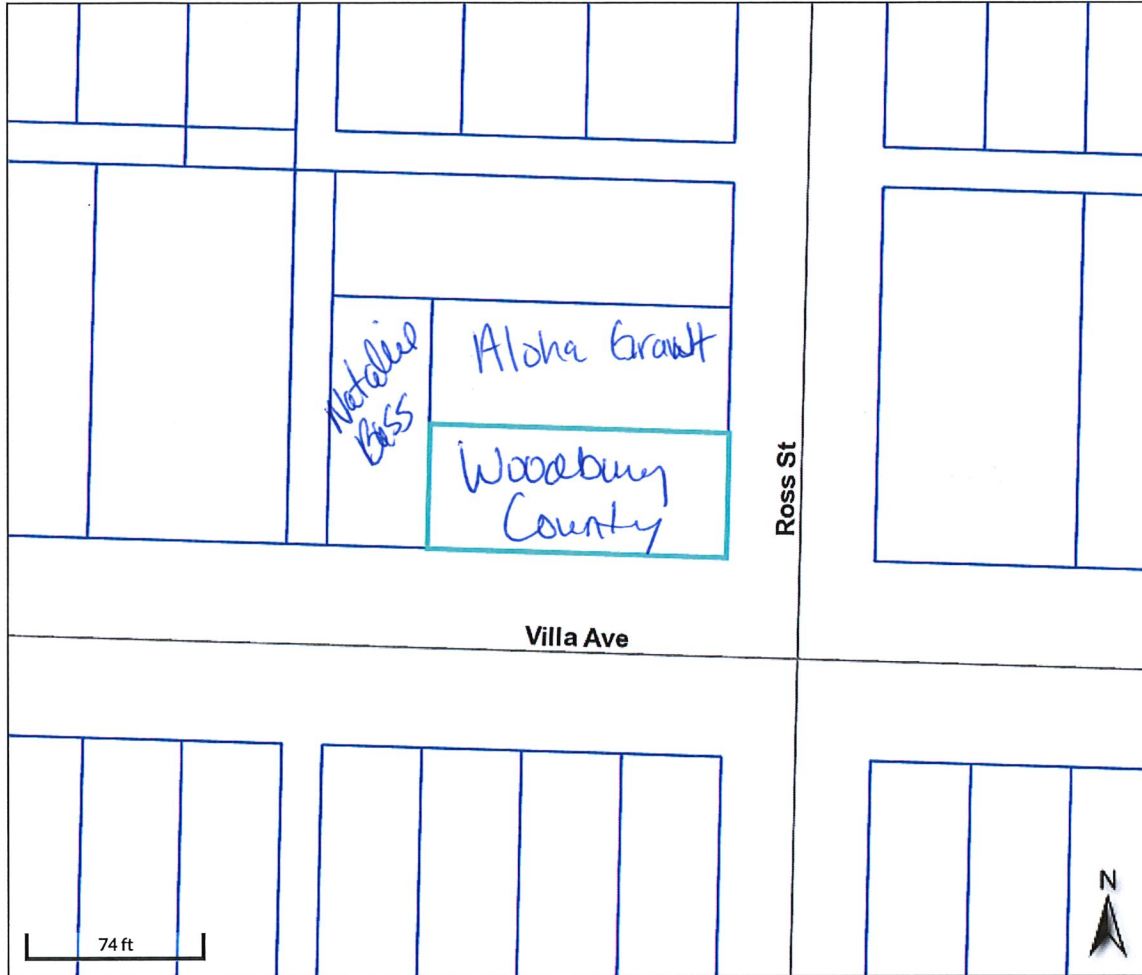 Natalie
Bass
Aloha Grant
Woodbury
County
Ross St
Villa Ave
N
74 ft